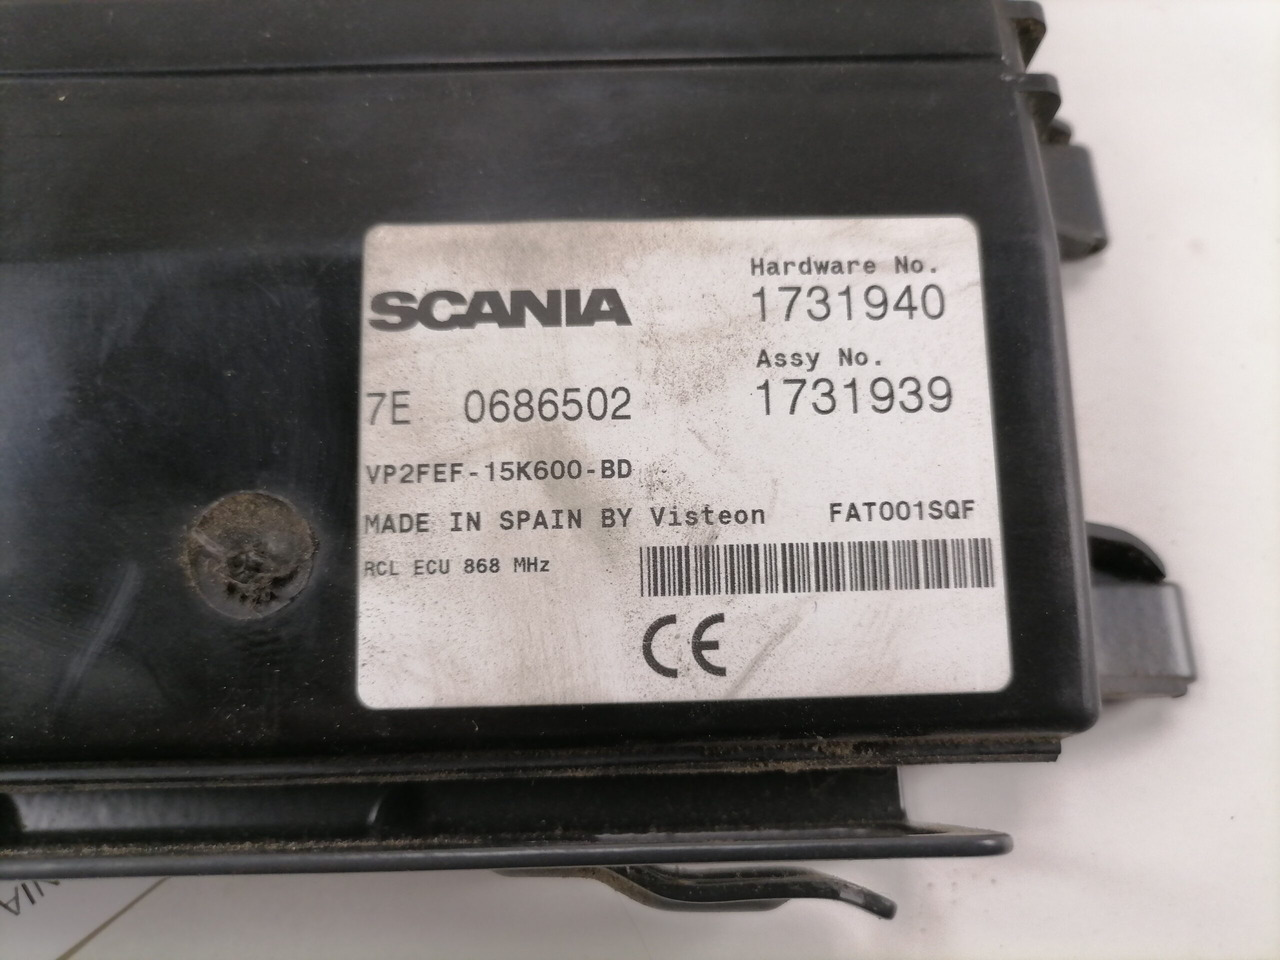 SCANIA
Hardware No.
1731940
Assy No.
1731939
7E 0686502
VP2FEF-15K600-BD
MADE IN SPAIN BY Visteon FAT001SQF
RCL ECU 868 MHz
CE